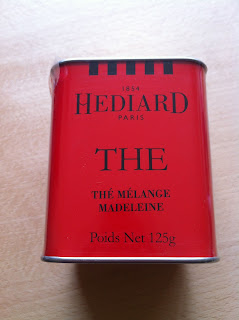 1854
HEDIARD
PARIS
THE
THÉ MÉLANGE
MADELEINE
Poids Net 125g